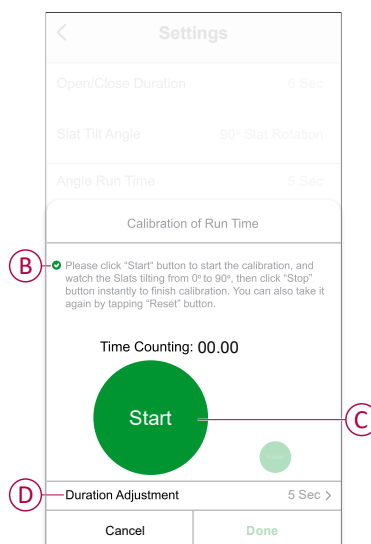 Settings
Open/Close Duration 6 Sec
Slat Tilt Angle 90° Slat Rotation
Angle Run Time 5 Sec
Calibration of Run Time
B
Please click “Start” button to start the calibration, and
watch the Slats tilting from 0º to 90º, then click “Stop”
button instantly to finish calibration. You can also take it
again by tapping “Reset” button.
Time Counting: 00.00
Start
C
D
Duration Adjustment 5 Sec >
Cancel Done